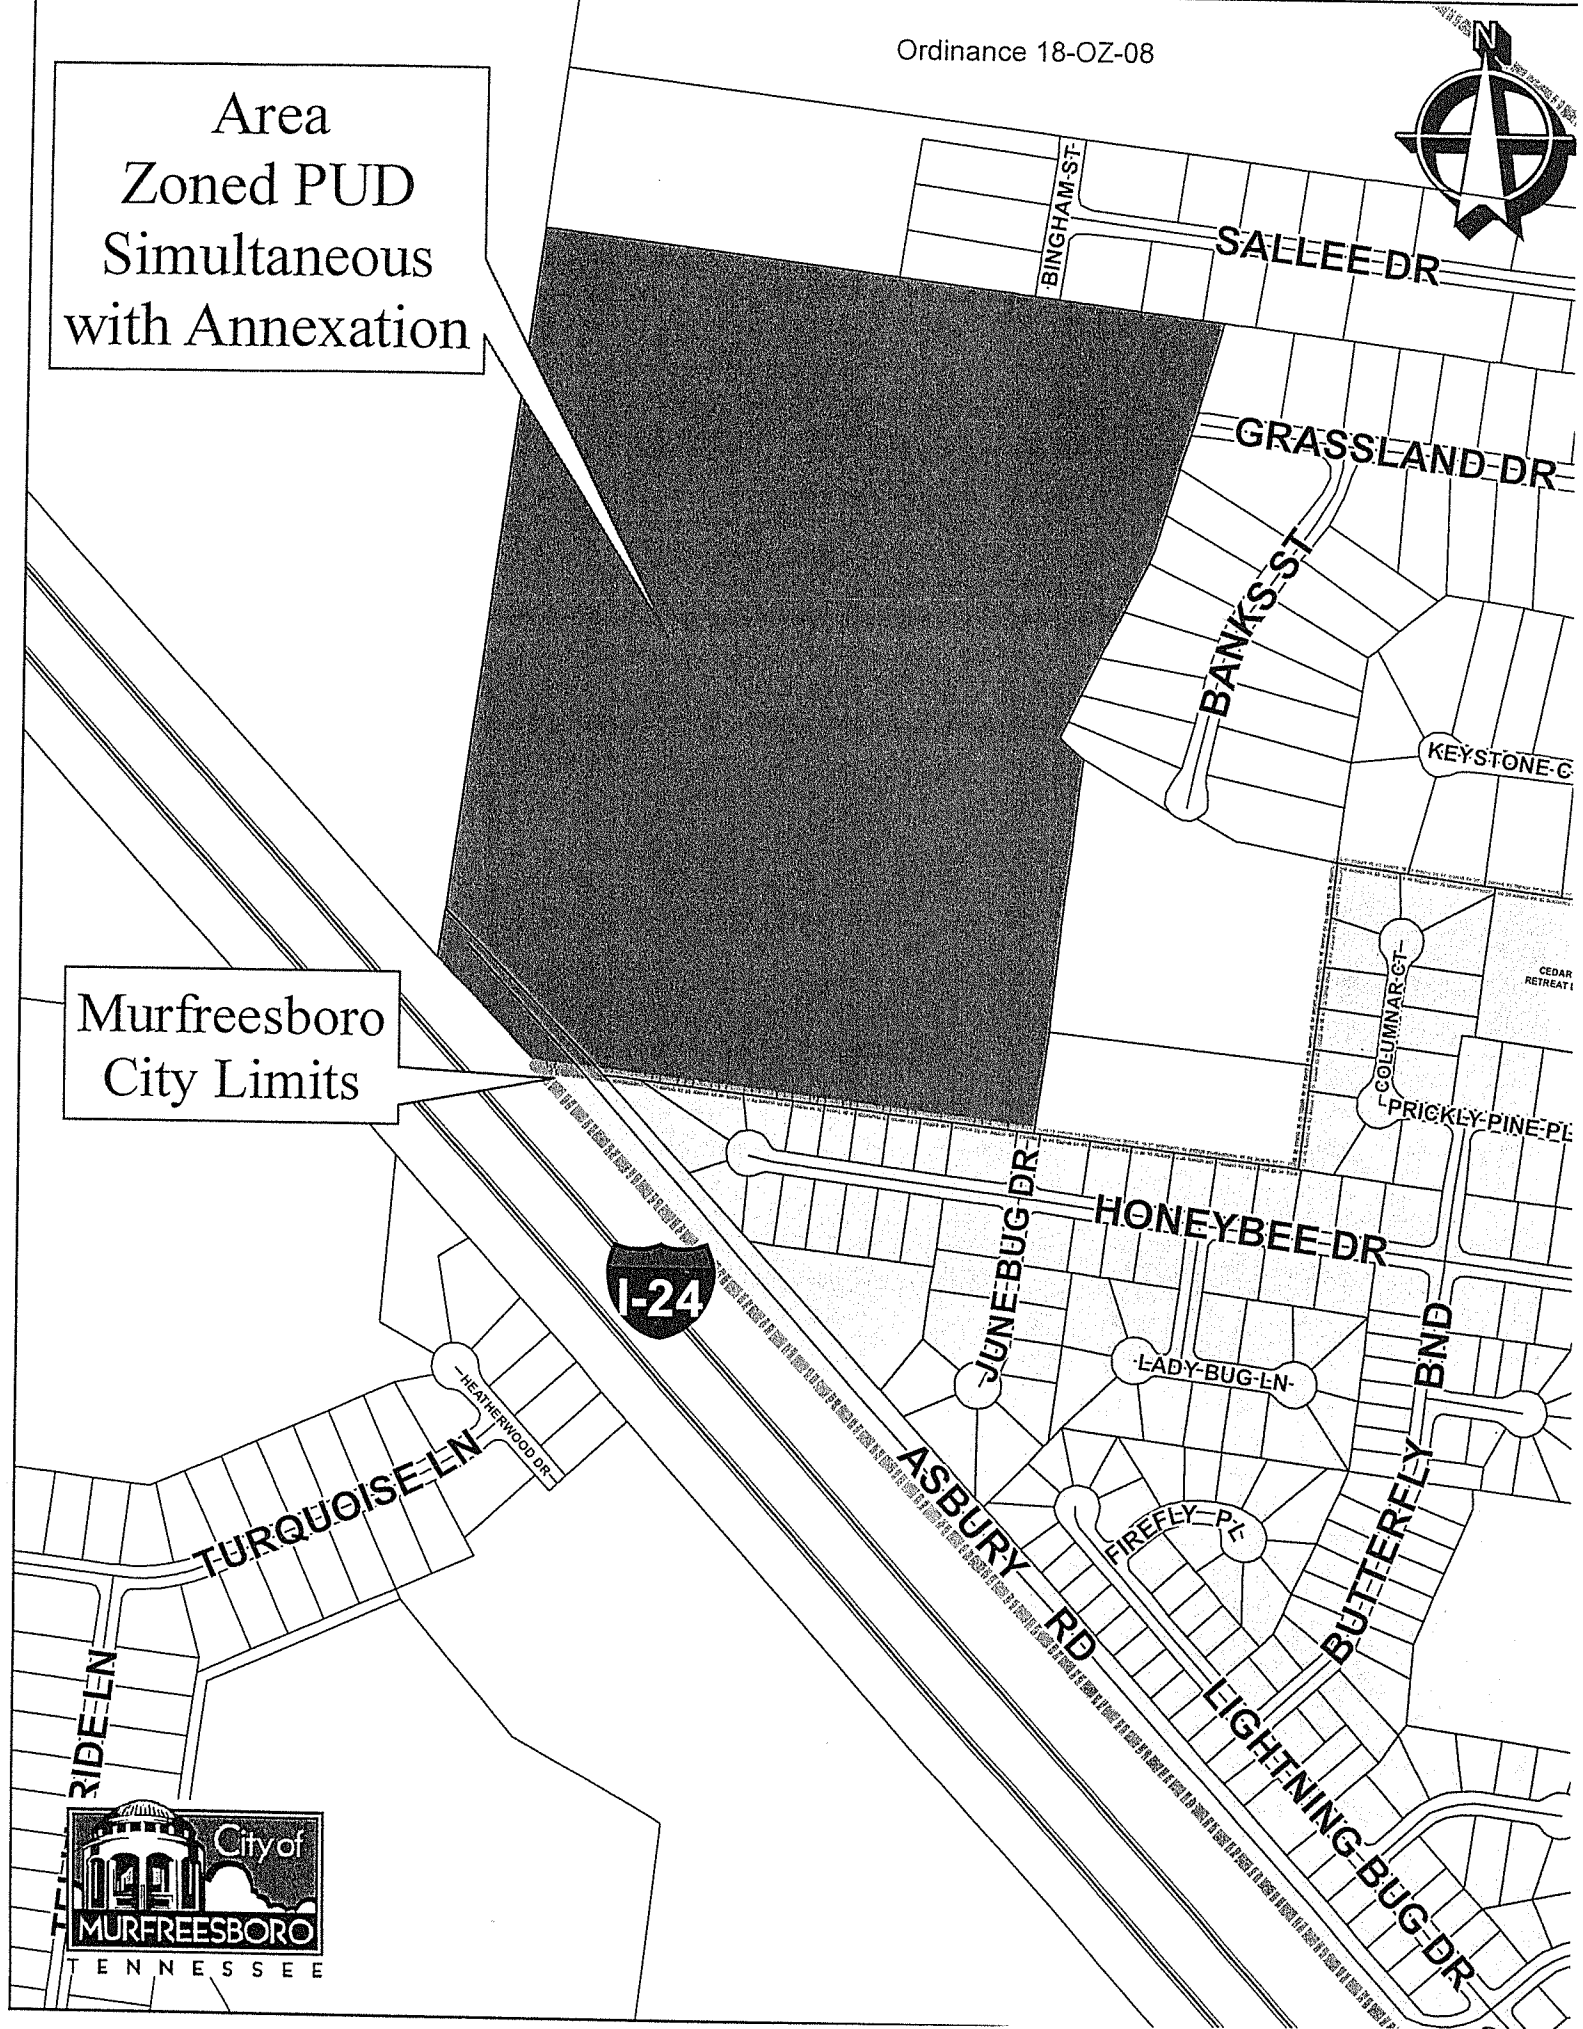 Ordinance 18-OZ-08
N
Area
Zoned PUD
Simultaneous
with Annexation
BINGHAM ST
SALLEE DR
GRASSLAND DR
BANKS ST
KEYSTONE C
CEDAR
RETREAT
COLUMNAR CT
PRICKLY PINE PL
Murfreesboro
City Limits
HONEYBEE DR
JUNE BUG DR
I-24
LADY BUG LN
BUTTERFLY BND
HEATHERWOOD DR
TURQUOISE LN
ASBURY RD
FIREFLY PL
LIGHTNING BUG DR
RIDE LN
City of
MURFREESBORO
TENNESSEE